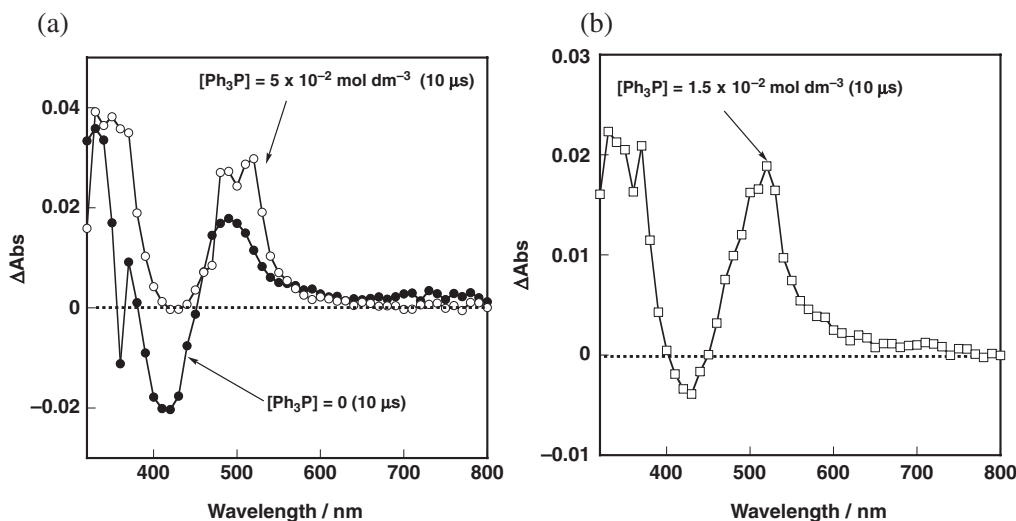 (a)
[Ph₃P] = 5 x 10⁻² mol dm⁻³ (10 µs)
0.04
0.02
0
−0.02
ΔAbs
[Ph₃P] = 0 (10 µs)
400 500 600 700 800
Wavelength / nm
(b)
0.03
[Ph₃P] = 1.5 x 10⁻² mol dm⁻³ (10 µs)
0.02
0.01
0
−0.01
ΔAbs
400 500 600 700 800
Wavelength / nm